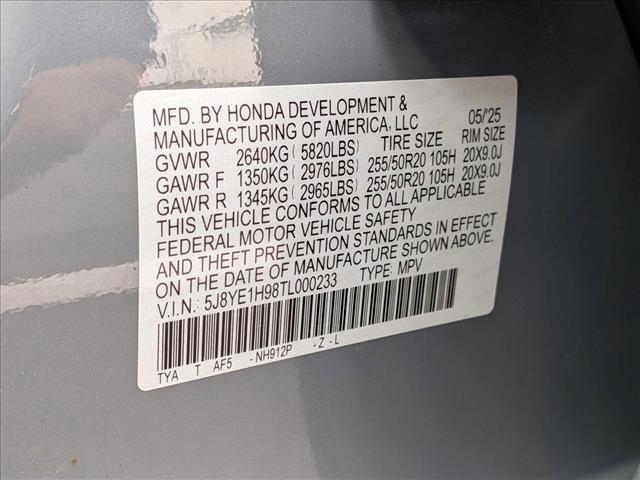 MFD. BY HONDA DEVELOPMENT & 05/'25
MANUFACTURING OF AMERICA, LLC
TIRE SIZE RIM SIZE
GVWR 2640KG (5820LBS)
GAWR F 1350KG (2976LBS) 255/50R20 105H 20X9.0J
GAWR R 1345KG (2965LBS) 255/50R20 105H 20X9.0J
THIS VEHICLE CONFORMS TO ALL APPLICABLE
FEDERAL MOTOR VEHICLE SAFETY
AND THEFT PREVENTION STANDARDS IN EFFECT
ON THE DATE OF MANUFACTURE SHOWN ABOVE.
V.I.N.: 5J8YE1H98TL000233 TYPE: MPV
TYA T AF5 -NH912P -Z-L